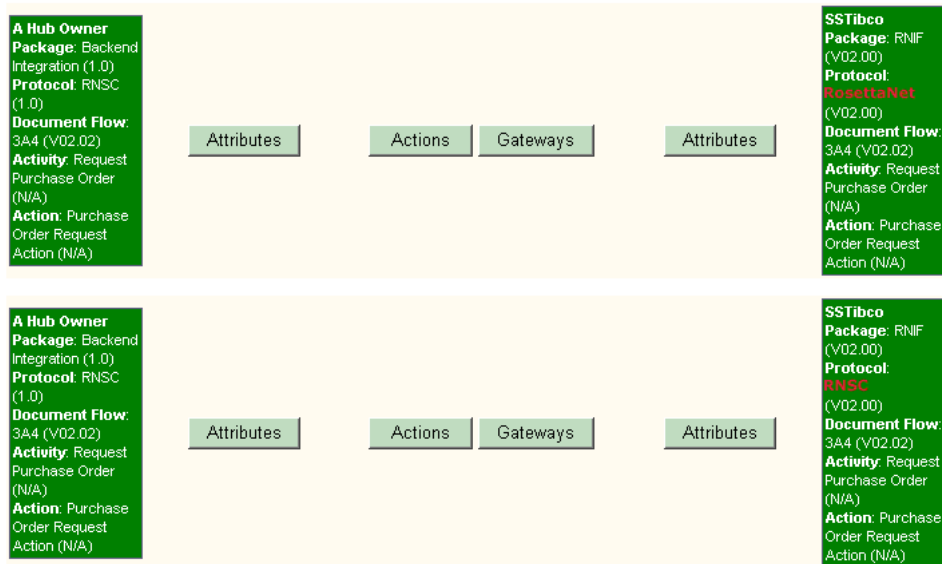 A Hub Owner
Package: Backend
Integration (1.0)
Protocol: RNSC
(1.0)
Document Flow:
3A4 (V02.02)
Activity: Request
Purchase Order
(N/A)
Action: Purchase
Order Request
Action (N/A)
Attributes
Actions
Gateways
Attributes
SSTibco
Package: RNIF
(V02.00)
Protocol:
RosettaNet
(V02.00)
Document Flow:
3A4 (V02.02)
Activity: Request
Purchase Order
(N/A)
Action: Purchase
Order Request
Action (N/A)
A Hub Owner
Package: Backend
Integration (1.0)
Protocol: RNSC
(1.0)
Document Flow:
3A4 (V02.02)
Activity: Request
Purchase Order
(N/A)
Action: Purchase
Order Request
Action (N/A)
Attributes
Actions
Gateways
Attributes
SSTibco
Package: RNIF
(V02.00)
Protocol:
RNSC
(V02.00)
Document Flow:
3A4 (V02.02)
Activity: Request
Purchase Order
(N/A)
Action: Purchase
Order Request
Action (N/A)